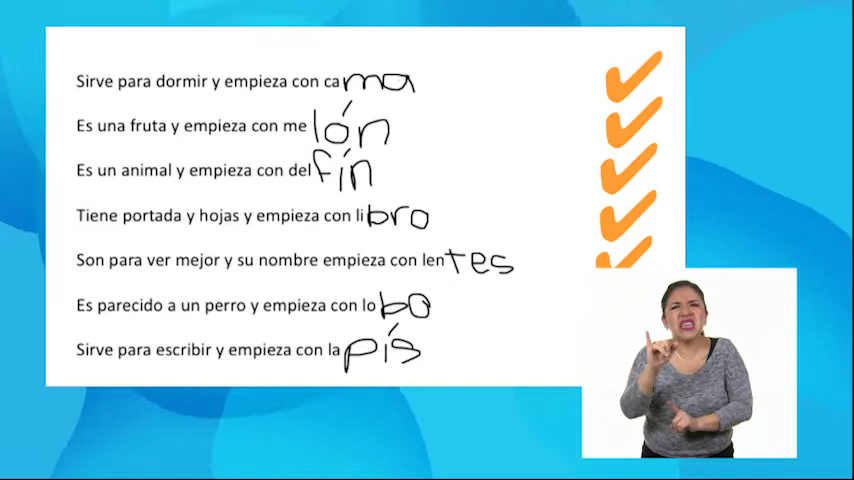 Sirve para dormir y empieza con cama
Es una fruta y empieza con melón
Es un animal y empieza con delfín
Tiene portada y hojas y empieza con libro
Son para ver mejor y su nombre empieza con lentes
Es parecido a un perro y empieza con lobo
Sirve para escribir y empieza con lapís